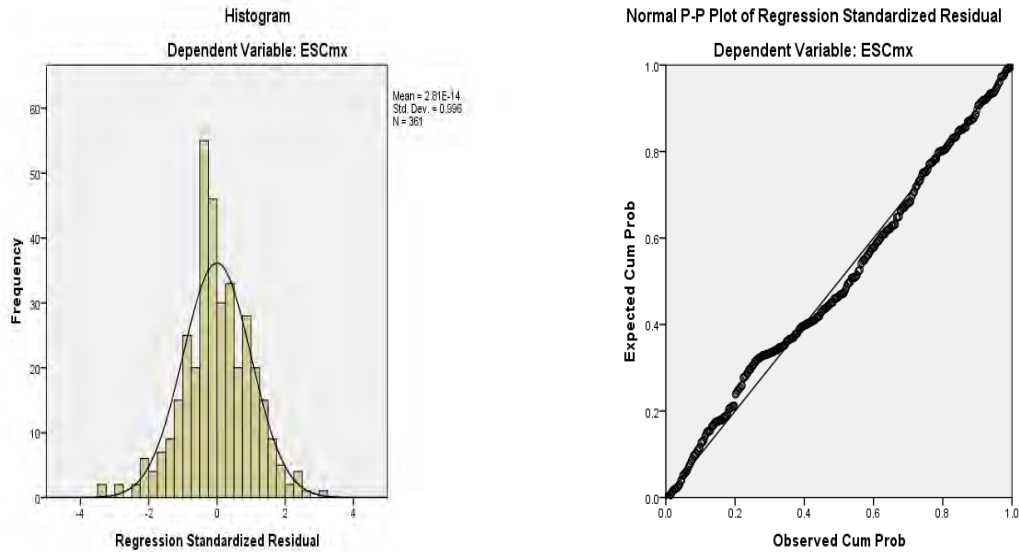 Histogram
Dependent Variable: ESCmx
Mean = 2.81E-14
Std. Dev. = 0.996
N = 361
Frequency
60
50
40
30
20
10
0
-4
-2
0
2
4
Regression Standardized Residual
Normal P-P Plot of Regression Standardized Residual
Dependent Variable: ESCmx
Expected Cum Prob
1.0
0.8
0.6
0.4
0.2
0.0
0.0
0.2
0.4
0.6
0.8
1.0
Observed Cum Prob